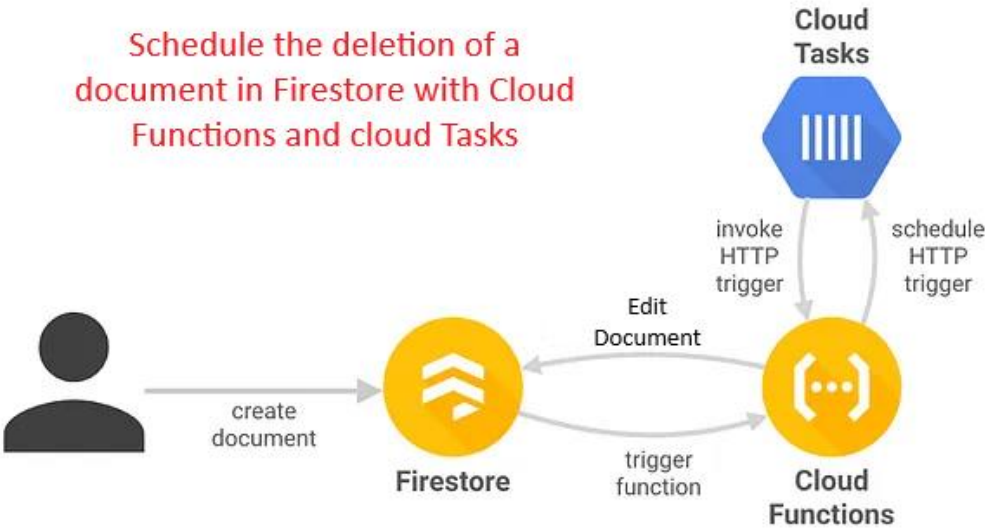 Schedule the deletion of a
document in Firestore with Cloud
Functions and cloud Tasks
Cloud
Tasks
invoke
HTTP
trigger
schedule
HTTP
trigger
Edit
Document
create
document
Firestore
trigger
function
Cloud
Functions